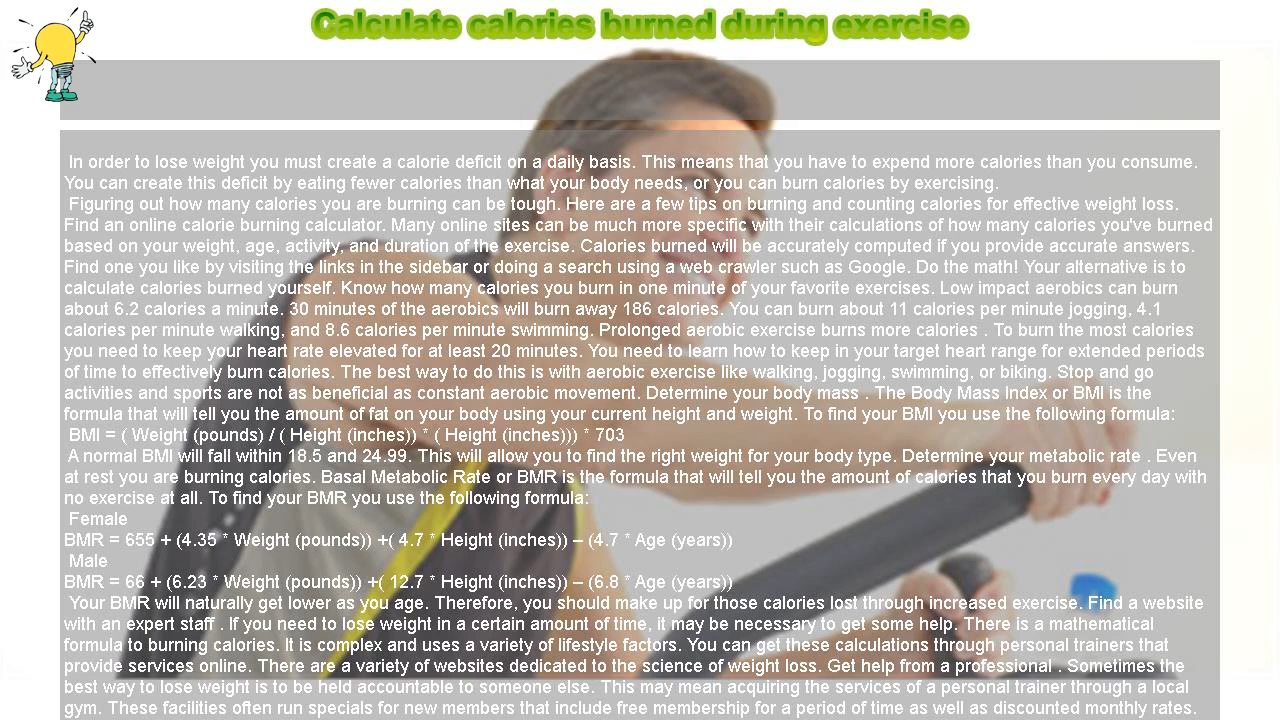 Calculate calories burned during exercise
In order to lose weight you must create a calorie deficit on a daily basis. This means that you have to expend more calories than you consume.
You can create this deficit by eating fewer calories than what your body needs, or you can burn calories by exercising.
Figuring out how many calories you are burning can be tough. Here are a few tips on burning and counting calories for effective weight loss.
Find an online calorie burning calculator. Many online sites can be much more specific with their calculations of how many calories you've burned
based on your weight, age, activity, and duration of the exercise. Calories burned will be accurately computed if you provide accurate answers.
Find one you like by visiting the links in the sidebar or doing a search using a web crawler such as Google. Do the math! Your alternative is to
calculate calories burned yourself. Know how many calories you burn in one minute of your favorite exercises. Low impact aerobics can burn
about 6.2 calories a minute. 30 minutes of the aerobics will burn away 186 calories. You can burn about 11 calories per minute jogging, 4.1
calories per minute walking, and 8.6 calories per minute swimming. Prolonged aerobic exercise burns more calories . To burn the most calories
you need to keep your heart rate elevated for at least 20 minutes. You need to learn how to keep in your target heart range for extended periods
of time to effectively burn calories. The best way to do this is with aerobic exercise like walking, jogging, swimming, or biking. Stop and go
activities and sports are not as beneficial as constant aerobic movement. Determine your body mass . The Body Mass Index or BMI is the
formula that will tell you the amount of fat on your body using your current height and weight. To find your BMI you use the following formula:
BMI = ( Weight (pounds) / ( Height (inches)) * ( Height (inches))) * 703
A normal BMI will fall within 18.5 and 24.99. This will allow you to find the right weight for your body type. Determine your metabolic rate . Even
at rest you are burning calories. Basal Metabolic Rate or BMR is the formula that will tell you the amount of calories that you burn every day with
no exercise at all. To find your BMR you use the following formula:
Female
BMR = 655 + (4.35 * Weight (pounds)) +( 4.7 * Height (inches)) – (4.7 * Age (years))
Male
BMR = 66 + (6.23 * Weight (pounds)) +( 12.7 * Height (inches)) – (6.8 * Age (years))
Your BMR will naturally get lower as you age. Therefore, you should make up for those calories lost through increased exercise. Find a website
with an expert staff . If you need to lose weight in a certain amount of time, it may be necessary to get some help. There is a mathematical
formula to burning calories. It is complex and uses a variety of lifestyle factors. You can get these calculations through personal trainers that
provide services online. There are a variety of websites dedicated to the science of weight loss. Get help from a professional . Sometimes the
best way to lose weight is to be held accountable to someone else. This may mean acquiring the services of a personal trainer through a local
gym. These facilities often run specials for new members that include free membership for a period of time as well as discounted monthly rates.